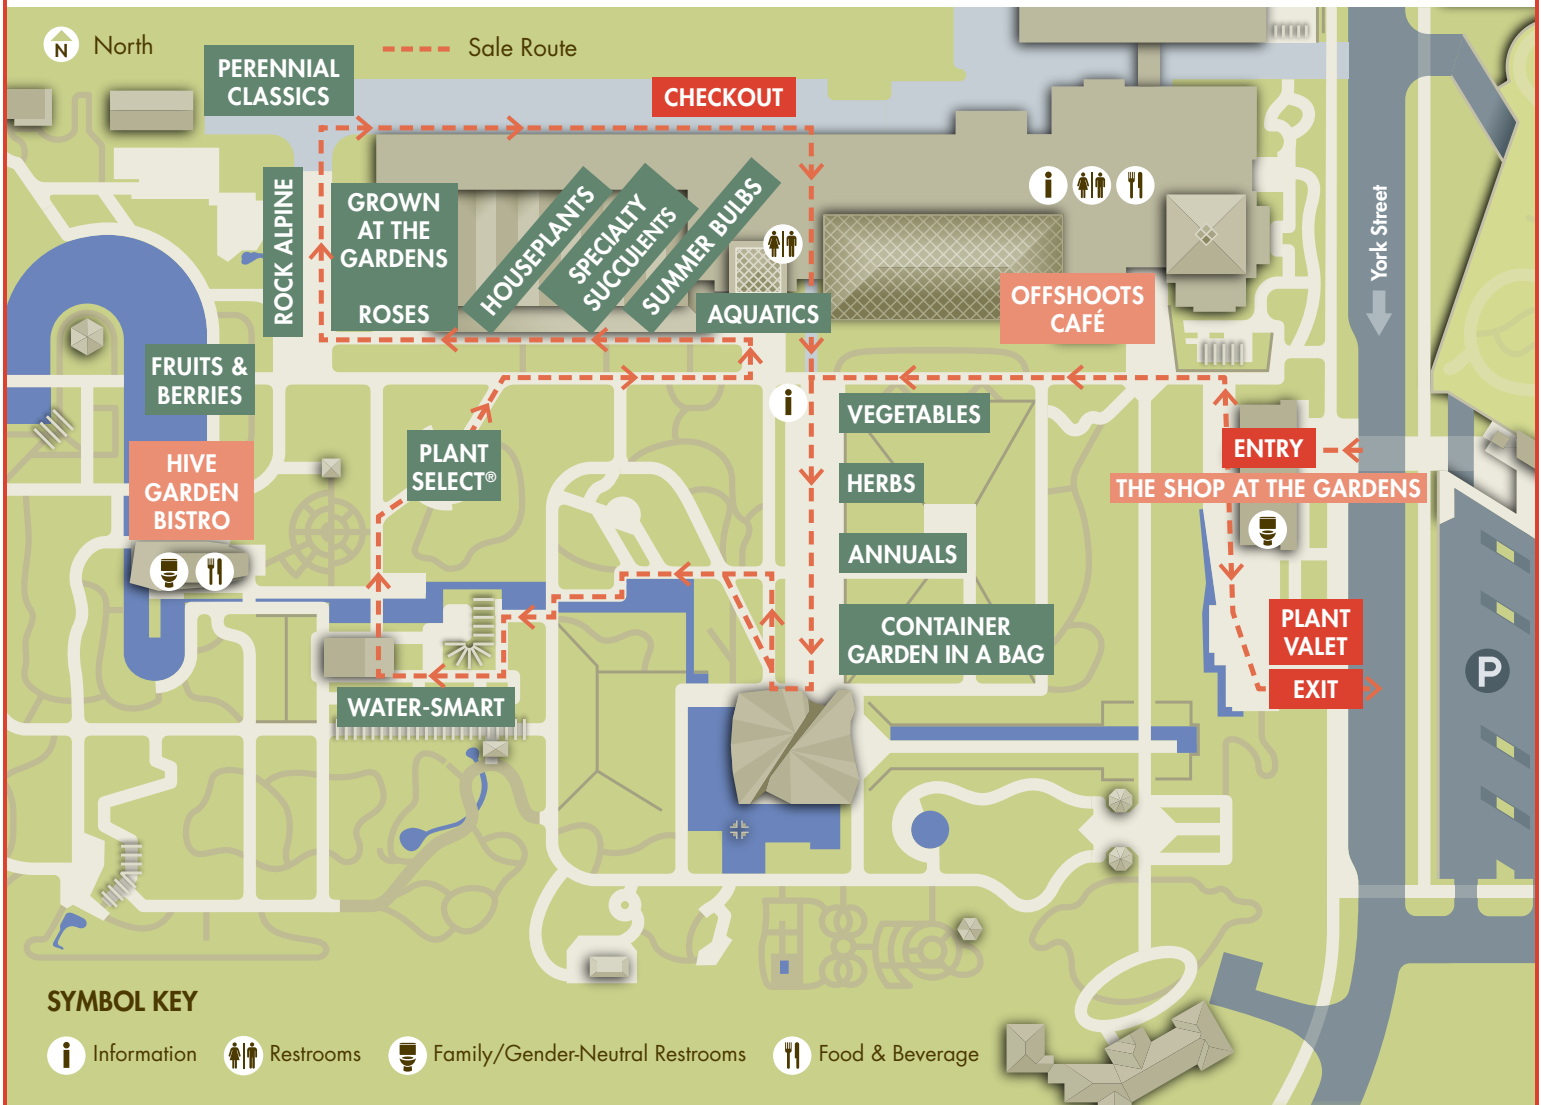 N
North
Sale Route
PERENNIAL
CLASSICS
CHECKOUT
ROCK ALPINE
GROWN
AT THE
GARDENS
ROSES
HOUSEPLANTS
SPECIALTY
SUCCULENTS
SUMMER BULBS
AQUATICS
OFFSHOOTS
CAFÉ
York Street
FRUITS &
BERRIES
HIVE
GARDEN
BISTRO
PLANT
SELECT®
VEGETABLES
HERBS
ANNUALS
CONTAINER
GARDEN IN A BAG
ENTRY
THE SHOP AT THE GARDENS
PLANT
VALET
EXIT
P
WATER-SMART
SYMBOL KEY
i Information
Restrooms
Family/Gender-Neutral Restrooms
Food & Beverage